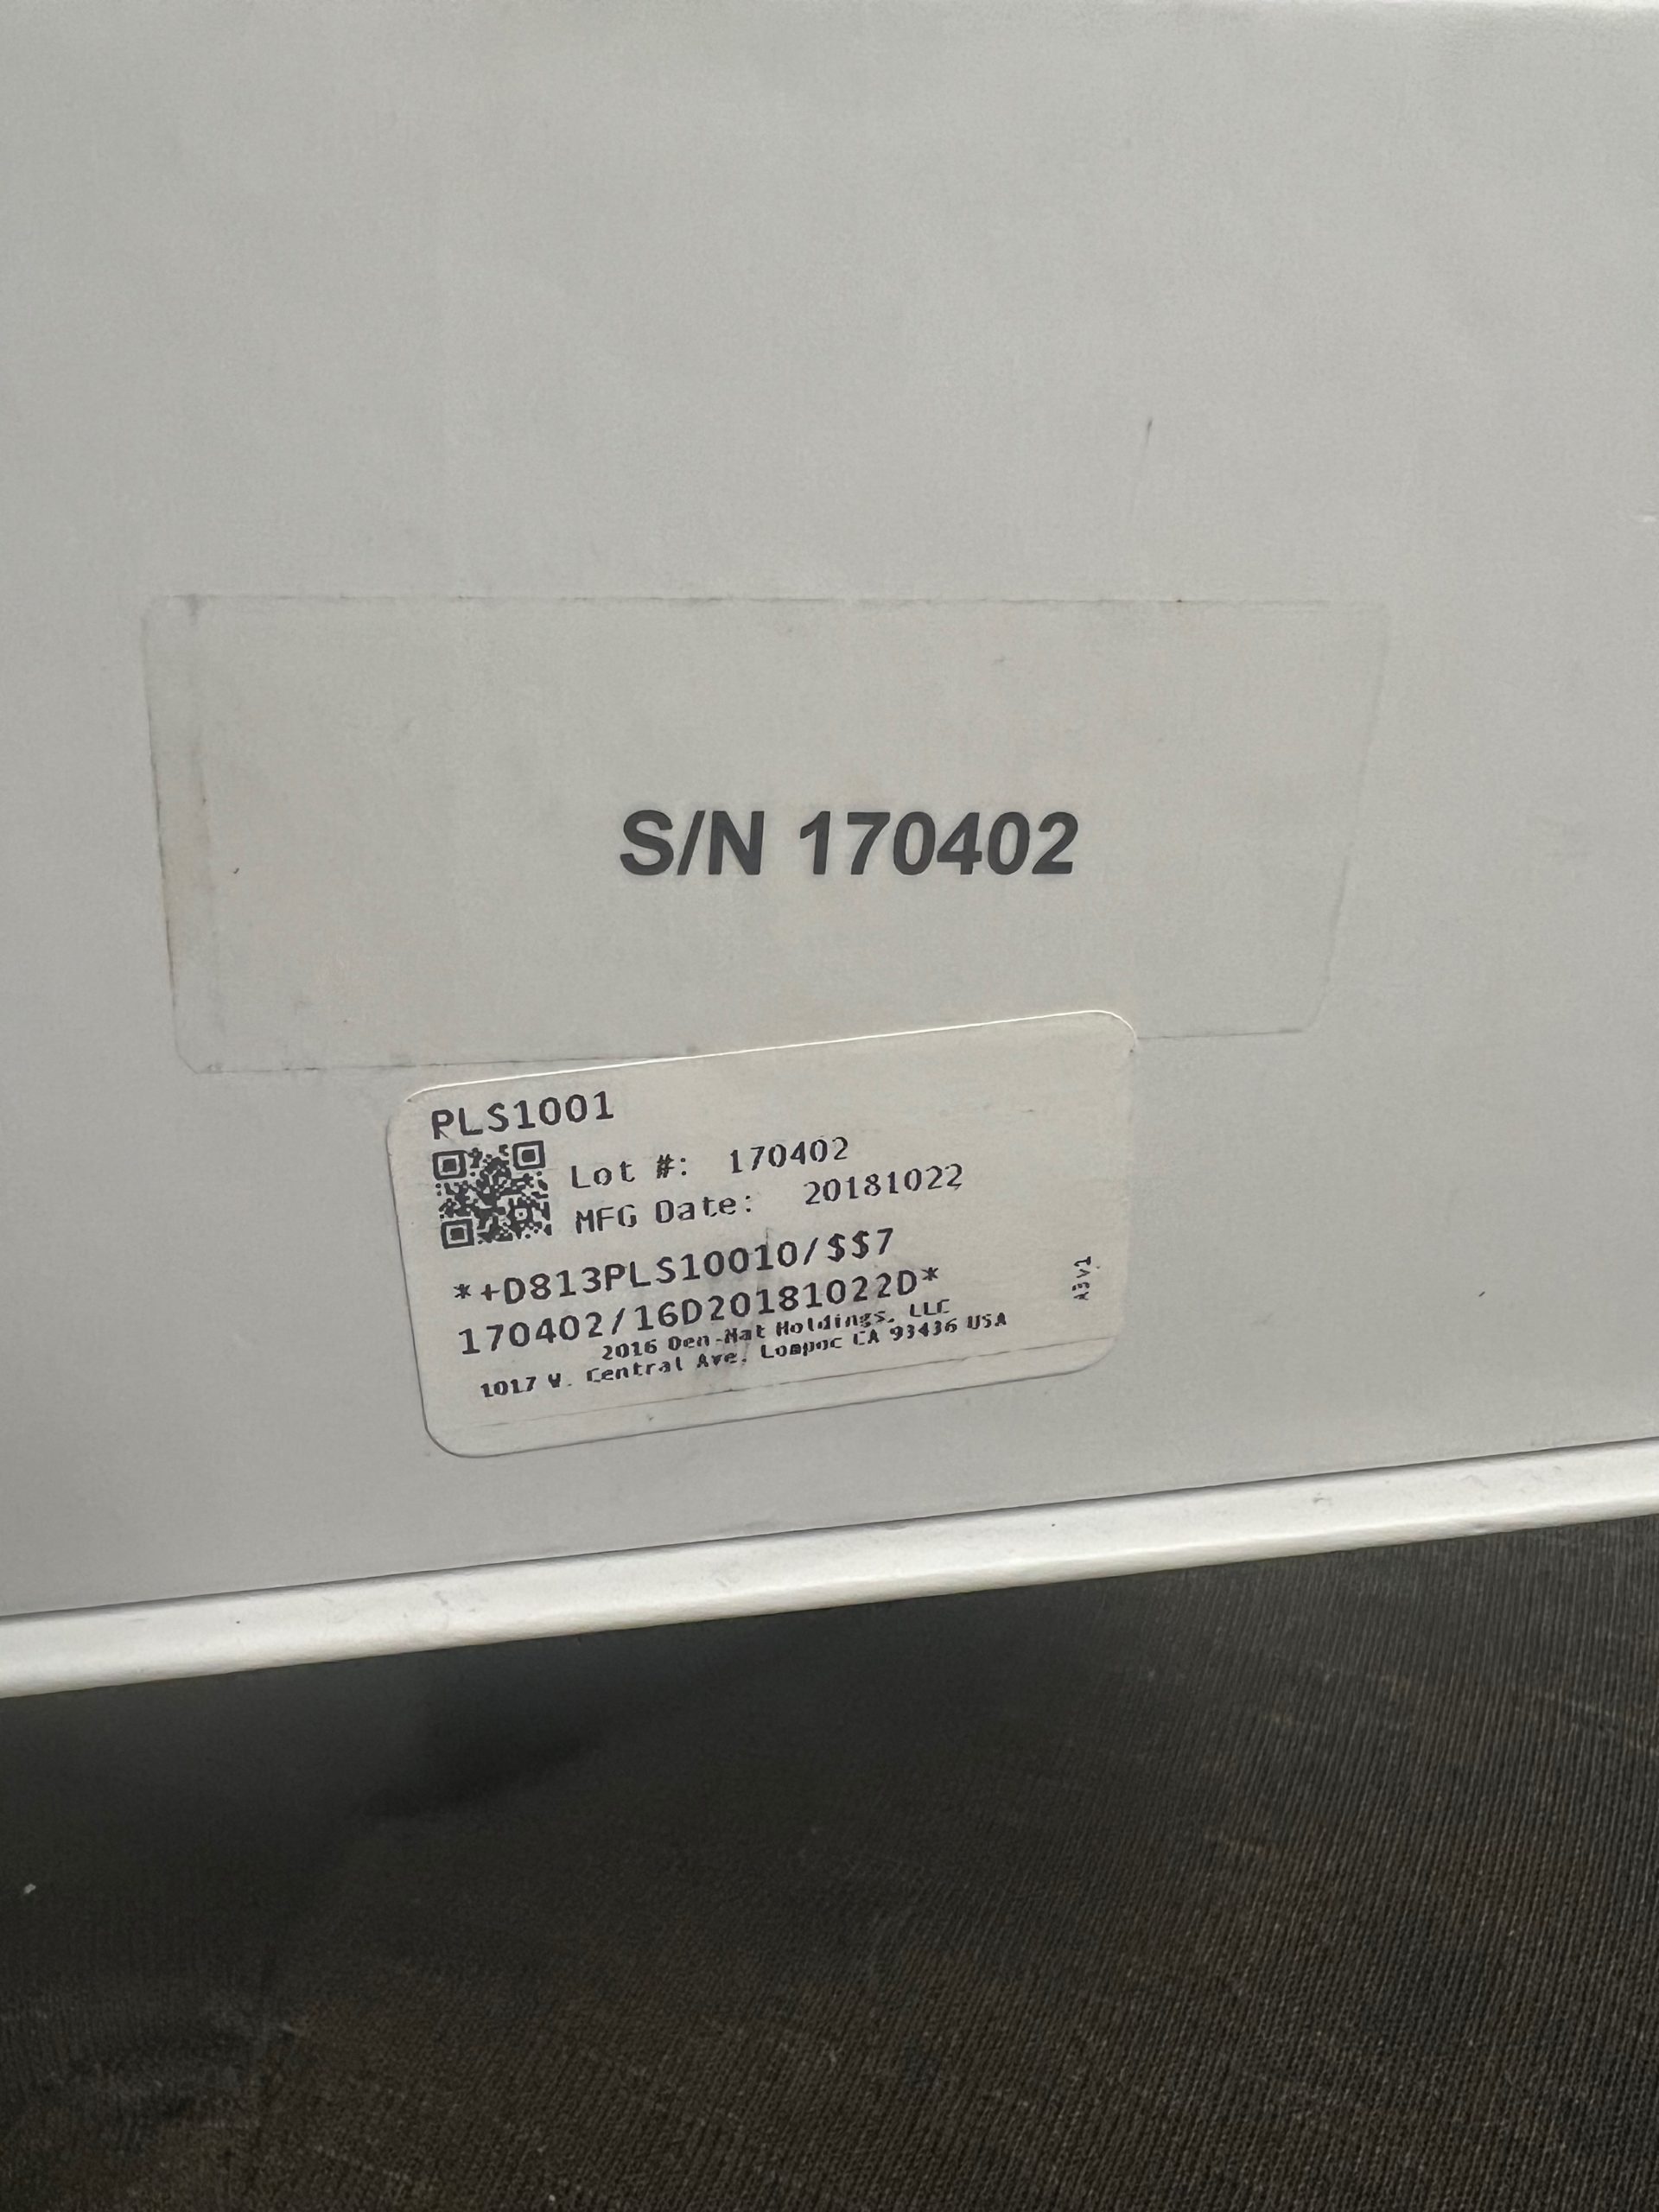 S/N 170402
PLS1001
Lot #: 170402
MFG Date: 20181022
*+D813PLS10010/$$7
170402/16D20181022D*
2016 Den-Mat Holdings, LLC
1017 W. Central Ave. Lompoc CA 93436 USA
A3V1